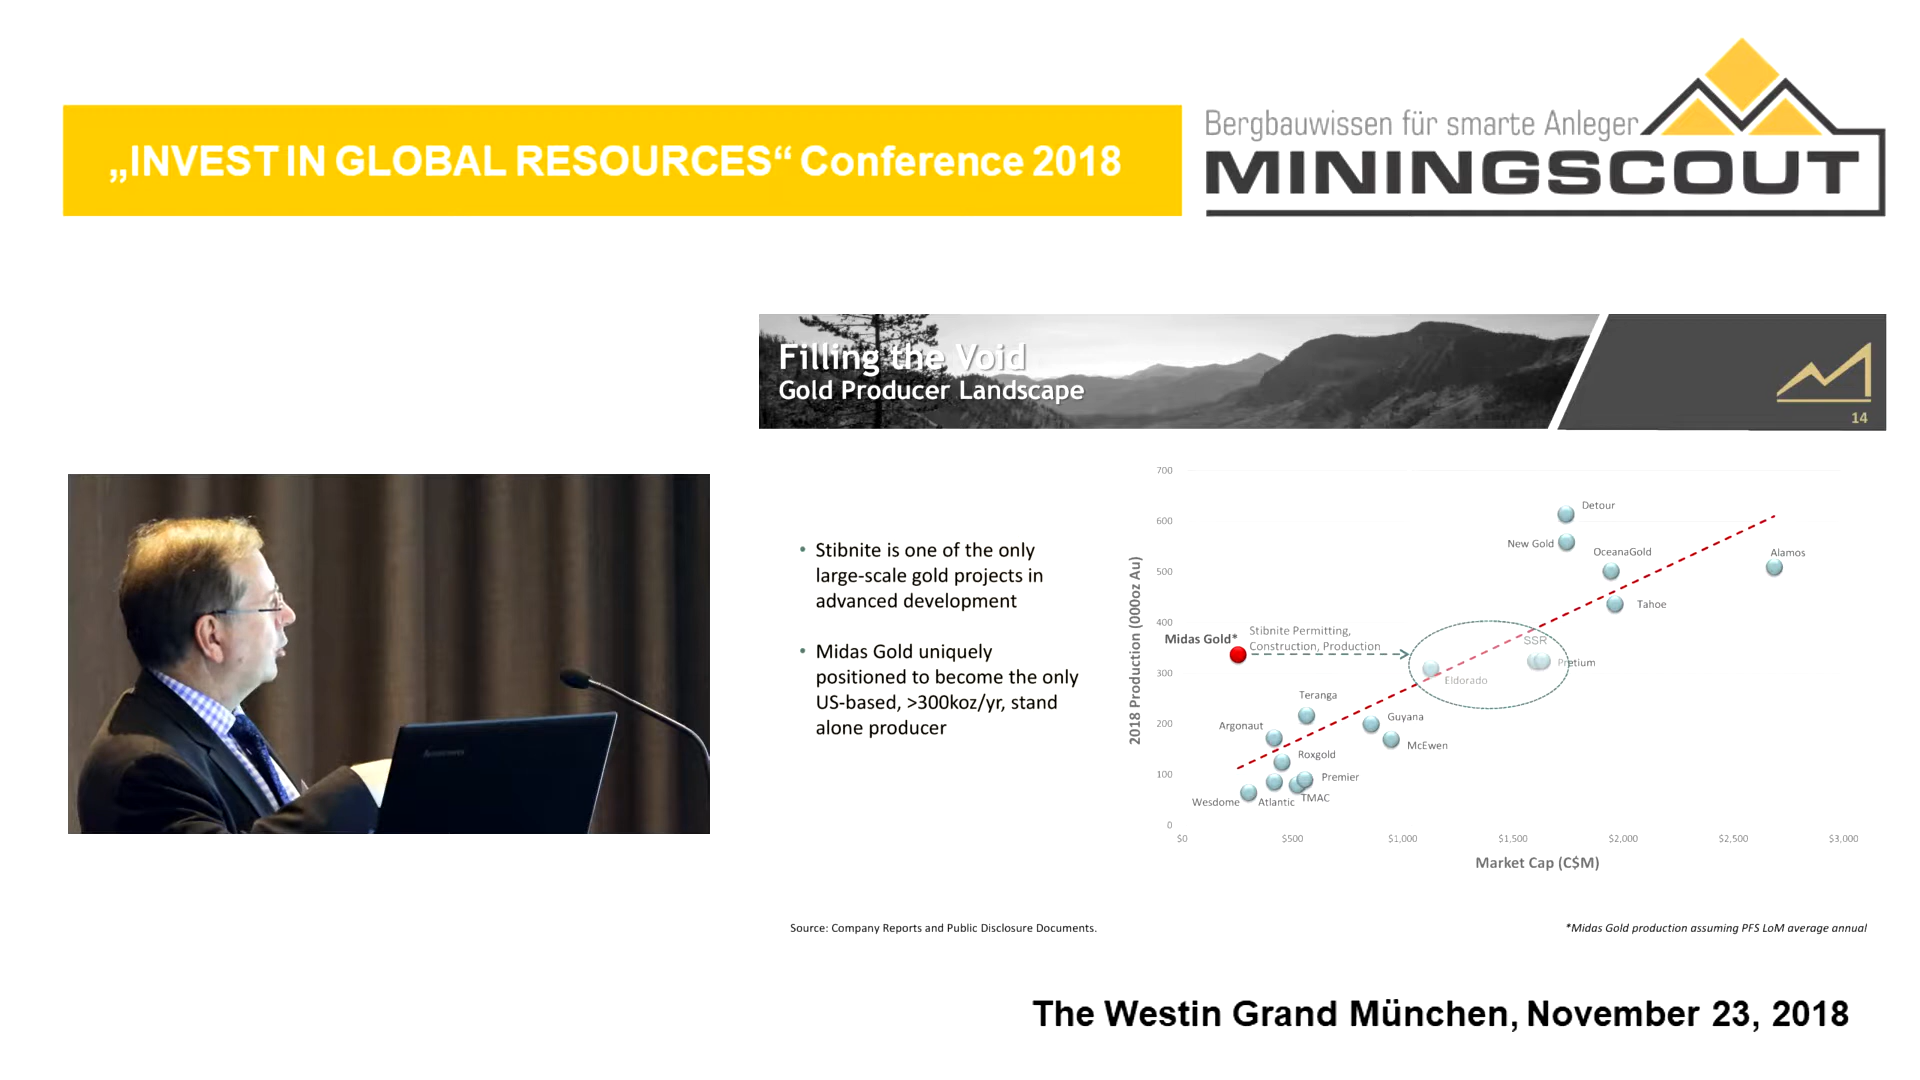 „INVEST IN GLOBAL RESOURCES“ Conference 2018
Bergbauwissen für smarte Anleger
MININGSCOUT
Filling the Void
Gold Producer Landscape
14
• Stibnite is one of the only
large-scale gold projects in
advanced development
• Midas Gold uniquely
positioned to become the only
US-based, >300koz/yr, stand
alone producer
2018 Production (000oz Au)
700
600
500
400
300
200
100
0
Detour
New Gold
OceanaGold
Alamos
Tahoe
Midas Gold*
Stibnite Permitting,
Construction, Production
SSR
Pretium
Eldorado
Teranga
Guyana
Argonaut
McEwen
Roxgold
Premier
Wesdome
Atlantic
TMAC
$0
$500
$1,000
$1,500
$2,000
$2,500
$3,000
Market Cap (C$M)
Source: Company Reports and Public Disclosure Documents.
*Midas Gold production assuming PFS LoM average annual
The Westin Grand München, November 23, 2018